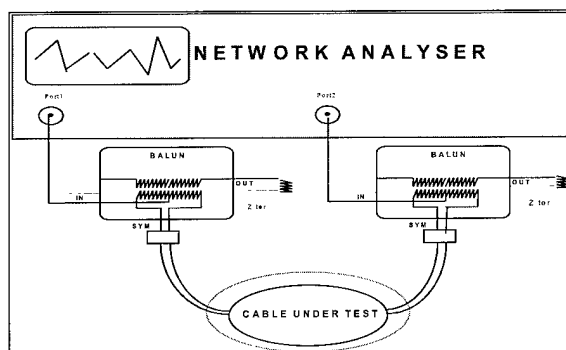 NETWORK ANALYSER
Port1
Port2
BALUN
BALUN
IN
OUT
Z ter
IN
OUT
Z ter
SYM
SYM
CABLE UNDER TEST